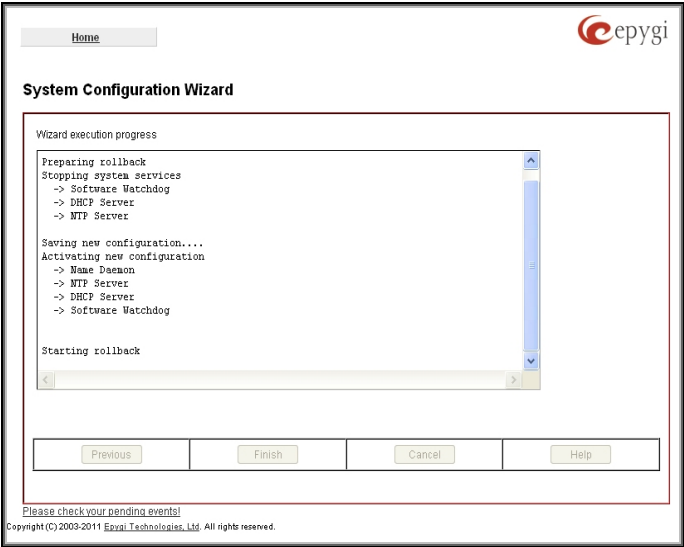 Home
epygi
System Configuration Wizard
Wizard execution progress
Preparing rollback
Stopping system services
-> Software Watchdog
-> DHCP Server
-> NTP Server
Saving new configuration....
Activating new configuration
-> Name Daemon
-> NTP Server
-> DHCP Server
-> Software Watchdog
Starting rollback
Previous Finish Cancel Help
Please check your pending events!
Copyright (C) 2003-2011 Epygi Technologies, Ltd. All rights reserved.